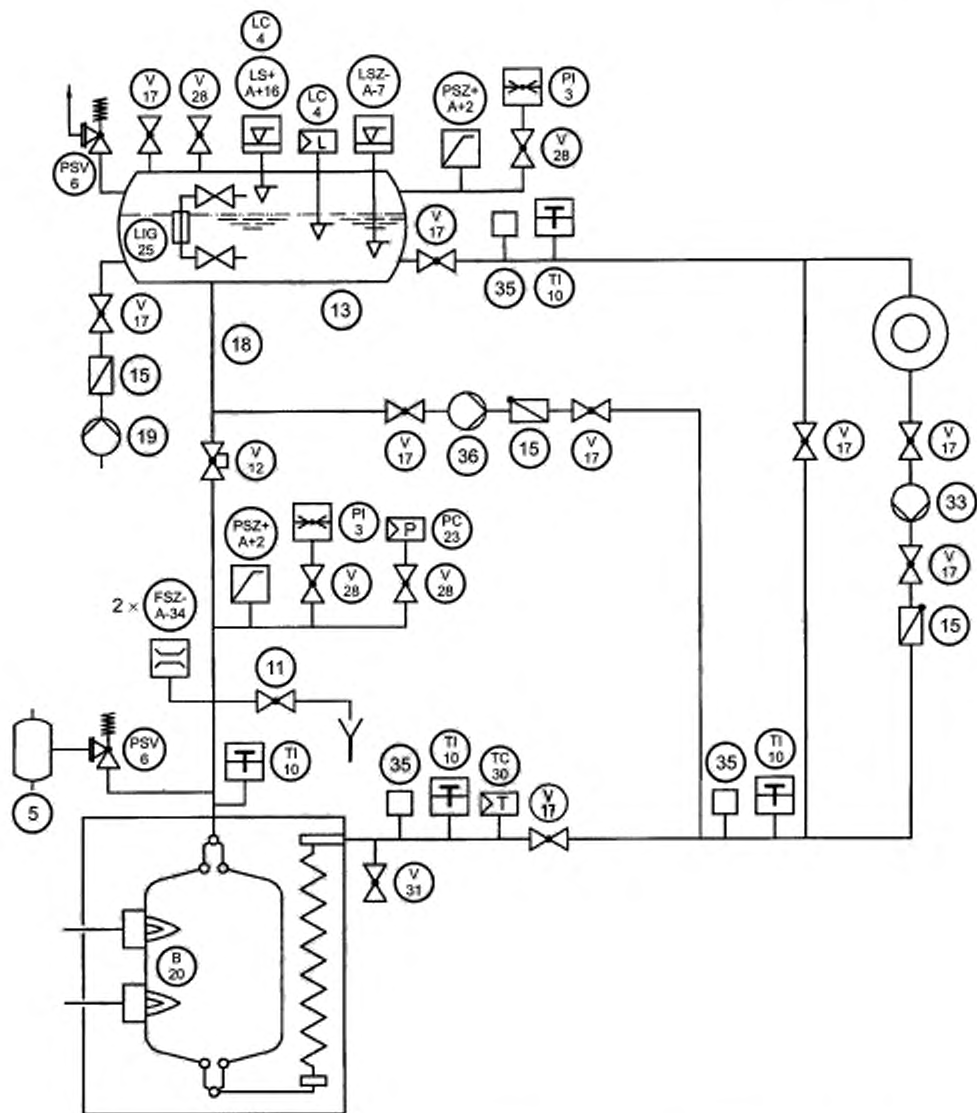 LC
4
V
17
V
28
LS+
A+16
LC
4
LSZ-
A-7
PSZ+
A+2
PI
3
V
28
PSV
6
L
LIG
25
V
17
T
35
TI
10
13
V
17
18
15
19
V
17
36
15
V
17
V
17
V
17
V
12
33
PSZ+
A+2
PI
3
P
PC
23
V
28
V
28
V
17
2 × FSZ-
A-34
15
11
PSV
6
T
TI
10
5
35
TI
10
T
TC
30
T
V
17
35
TI
10
T
V
31
B
20